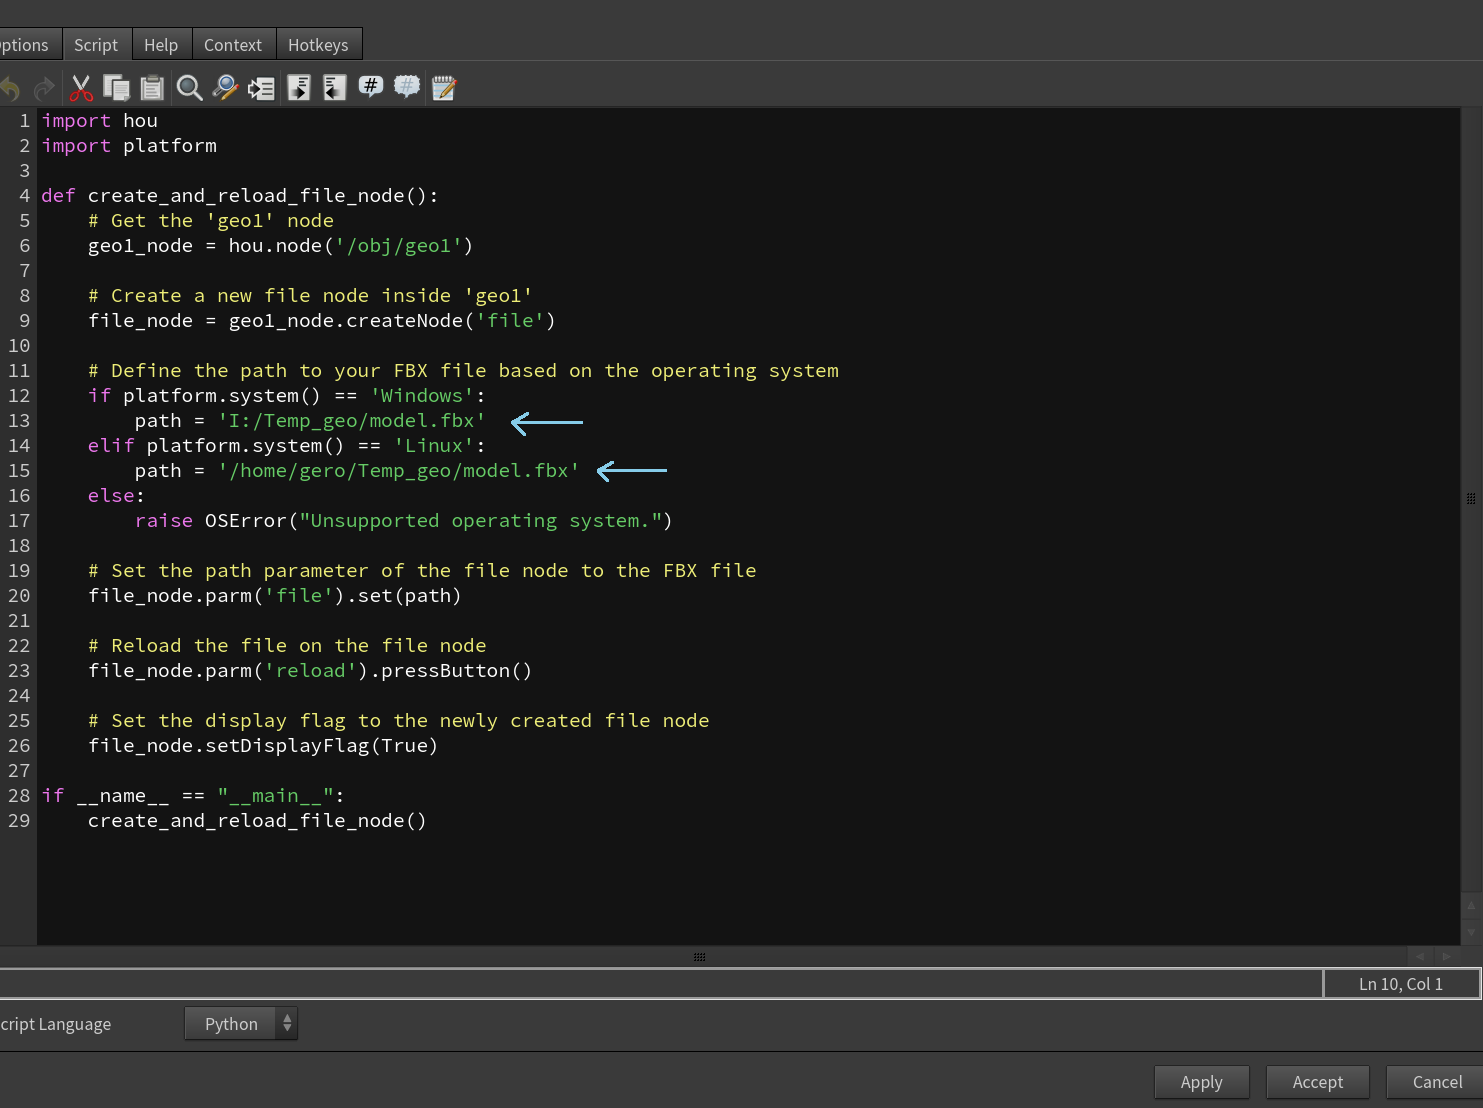 ptions Script Help Context Hotkeys
1 import hou
2 import platform
3
4 def create_and_reload_file_node():
5     # Get the 'geo1' node
6     geo1_node = hou.node('/obj/geo1')
7
8     # Create a new file node inside 'geo1'
9     file_node = geo1_node.createNode('file')
10
11     # Define the path to your FBX file based on the operating system
12     if platform.system() == 'Windows':
13         path = 'I:/Temp_geo/model.fbx'
14     elif platform.system() == 'Linux':
15         path = '/home/gero/Temp_geo/model.fbx'
16     else:
17         raise OSError("Unsupported operating system.")
18
19     # Set the path parameter of the file node to the FBX file
20     file_node.parm('file').set(path)
21
22     # Reload the file on the file node
23     file_node.parm('reload').pressButton()
24
25     # Set the display flag to the newly created file node
26     file_node.setDisplayFlag(True)
27
28 if __name__ == "__main__":
29     create_and_reload_file_node()
Ln 10, Col 1
cript Language Python
Apply Accept Cancel